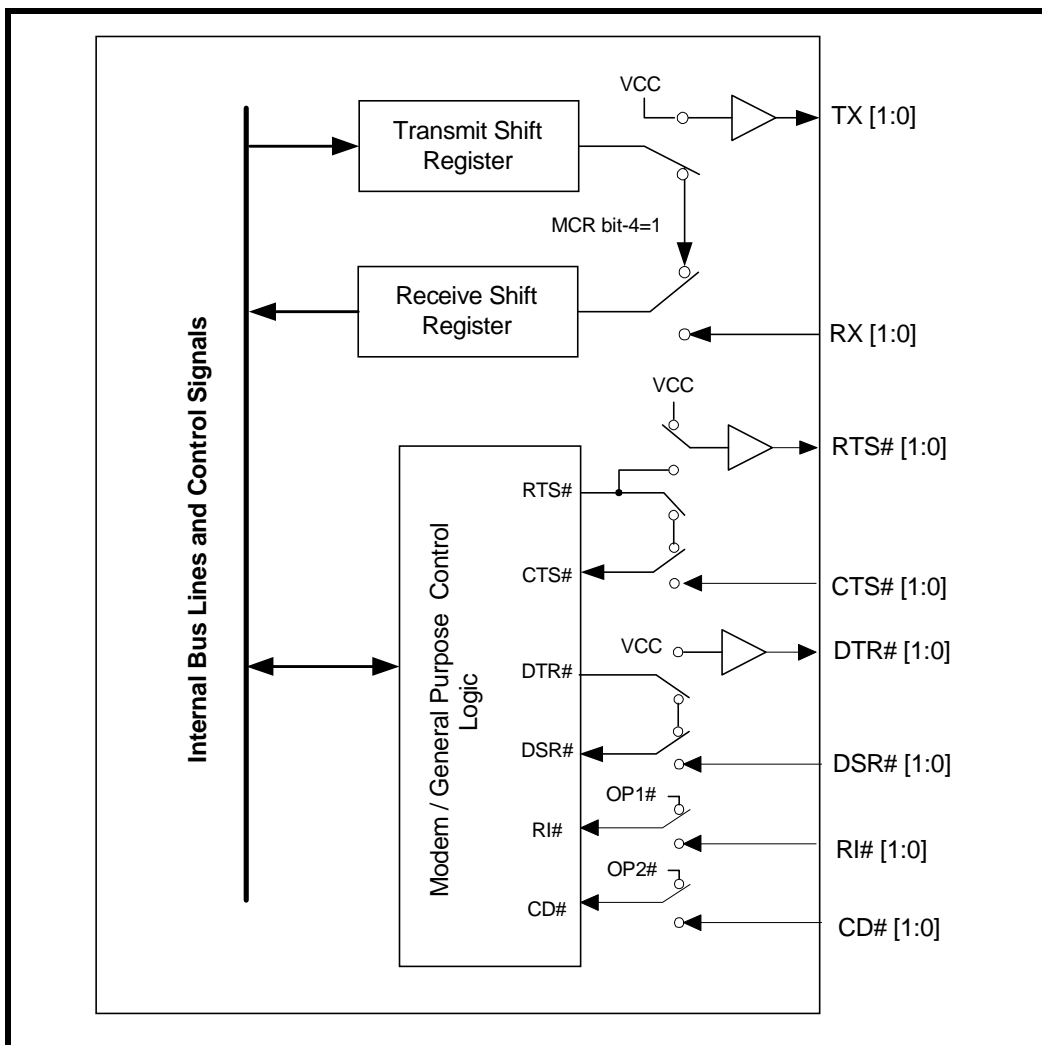 VCC
TX [1:0]
Transmit Shift
Register
MCR bit-4=1
Receive Shift
Register
RX [1:0]
Internal Bus Lines and Control Signals
VCC
RTS# [1:0]
Modem / General Purpose Control
Logic
RTS#
CTS#
CTS# [1:0]
VCC
DTR# [1:0]
DTR#
DSR#
DSR# [1:0]
OP1#
RI#
RI# [1:0]
OP2#
CD#
CD# [1:0]